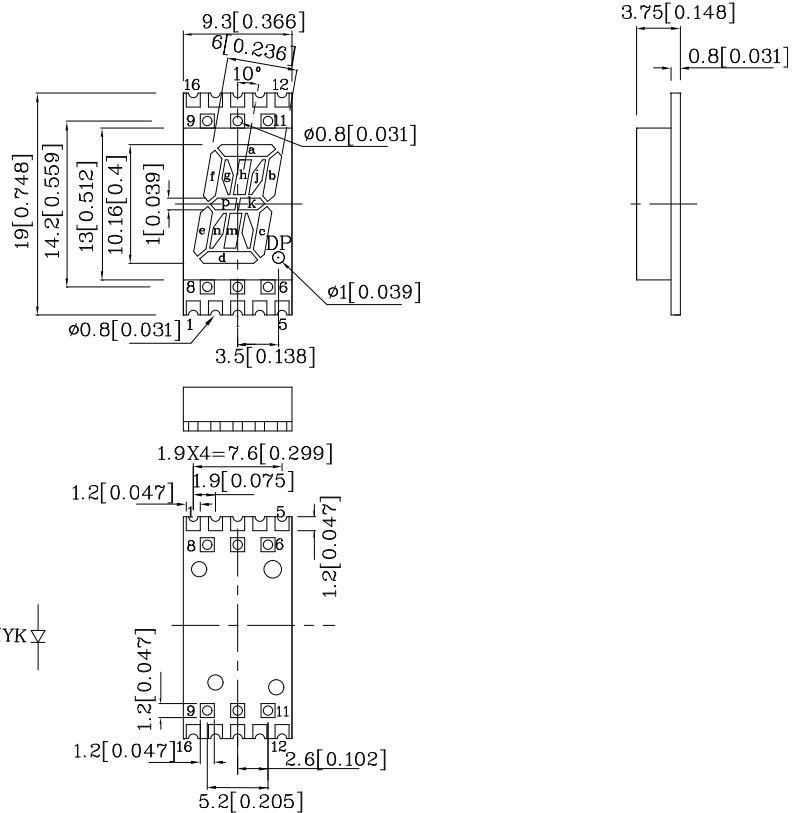 9.3[0.366]
6[0.236]
10°
16
12
9
11
ø0.8[0.031]
a
f
g
h
j
b
p
k
e
n
m
c
d
DP
19[0.748]
14.2[0.559]
13[0.512]
10.16[0.4]
1[0.039]
8
6
ø1[0.039]
1
5
ø0.8[0.031]
3.5[0.138]
3.75[0.148]
0.8[0.031]
1.9X4=7.6[0.299]
1.9[0.075]
1.2[0.047]
1
5
1.2[0.047]
8
6
YK
1.2[0.047]
9
11
16
12
1.2[0.047]
2.6[0.102]
5.2[0.205]